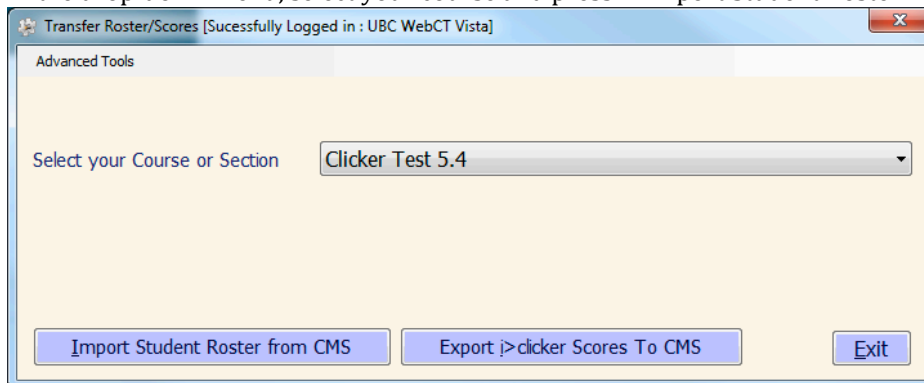 Transfer Roster/Scores [Sucessfully Logged in : UBC WebCT Vista]
Advanced Tools
Select your Course or Section Clicker Test 5.4
Import Student Roster from CMS Export i>clicker Scores To CMS Exit